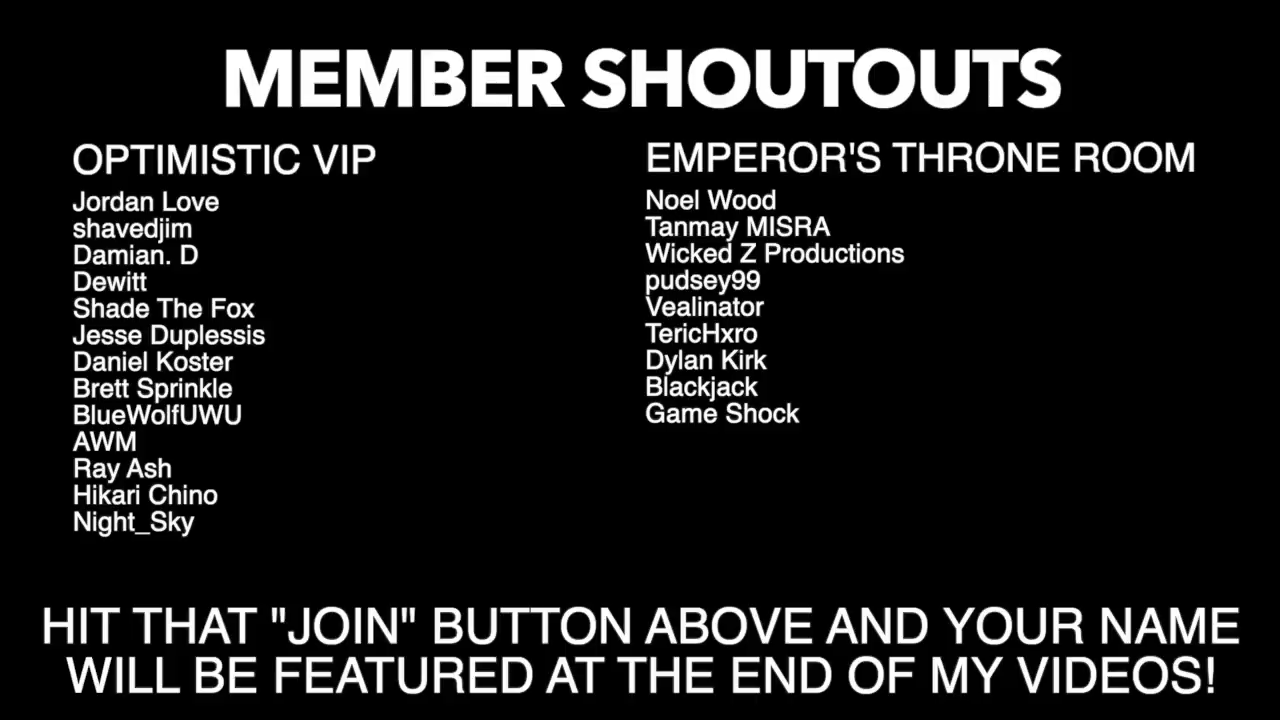 MEMBER SHOUTOUTS
OPTIMISTIC VIP
Jordan Love
shavedjim
Damian. D
Dewitt
Shade The Fox
Jesse Duplessis
Daniel Koster
Brett Sprinkle
BlueWolfUWU
AWM
Ray Ash
Hikari Chino
Night_Sky
EMPEROR'S THRONE ROOM
Noel Wood
Tanmay MISRA
Wicked Z Productions
pudsey99
Vealinator
TericHxro
Dylan Kirk
Blackjack
Game Shock
HIT THAT "JOIN" BUTTON ABOVE AND YOUR NAME
WILL BE FEATURED AT THE END OF MY VIDEOS!